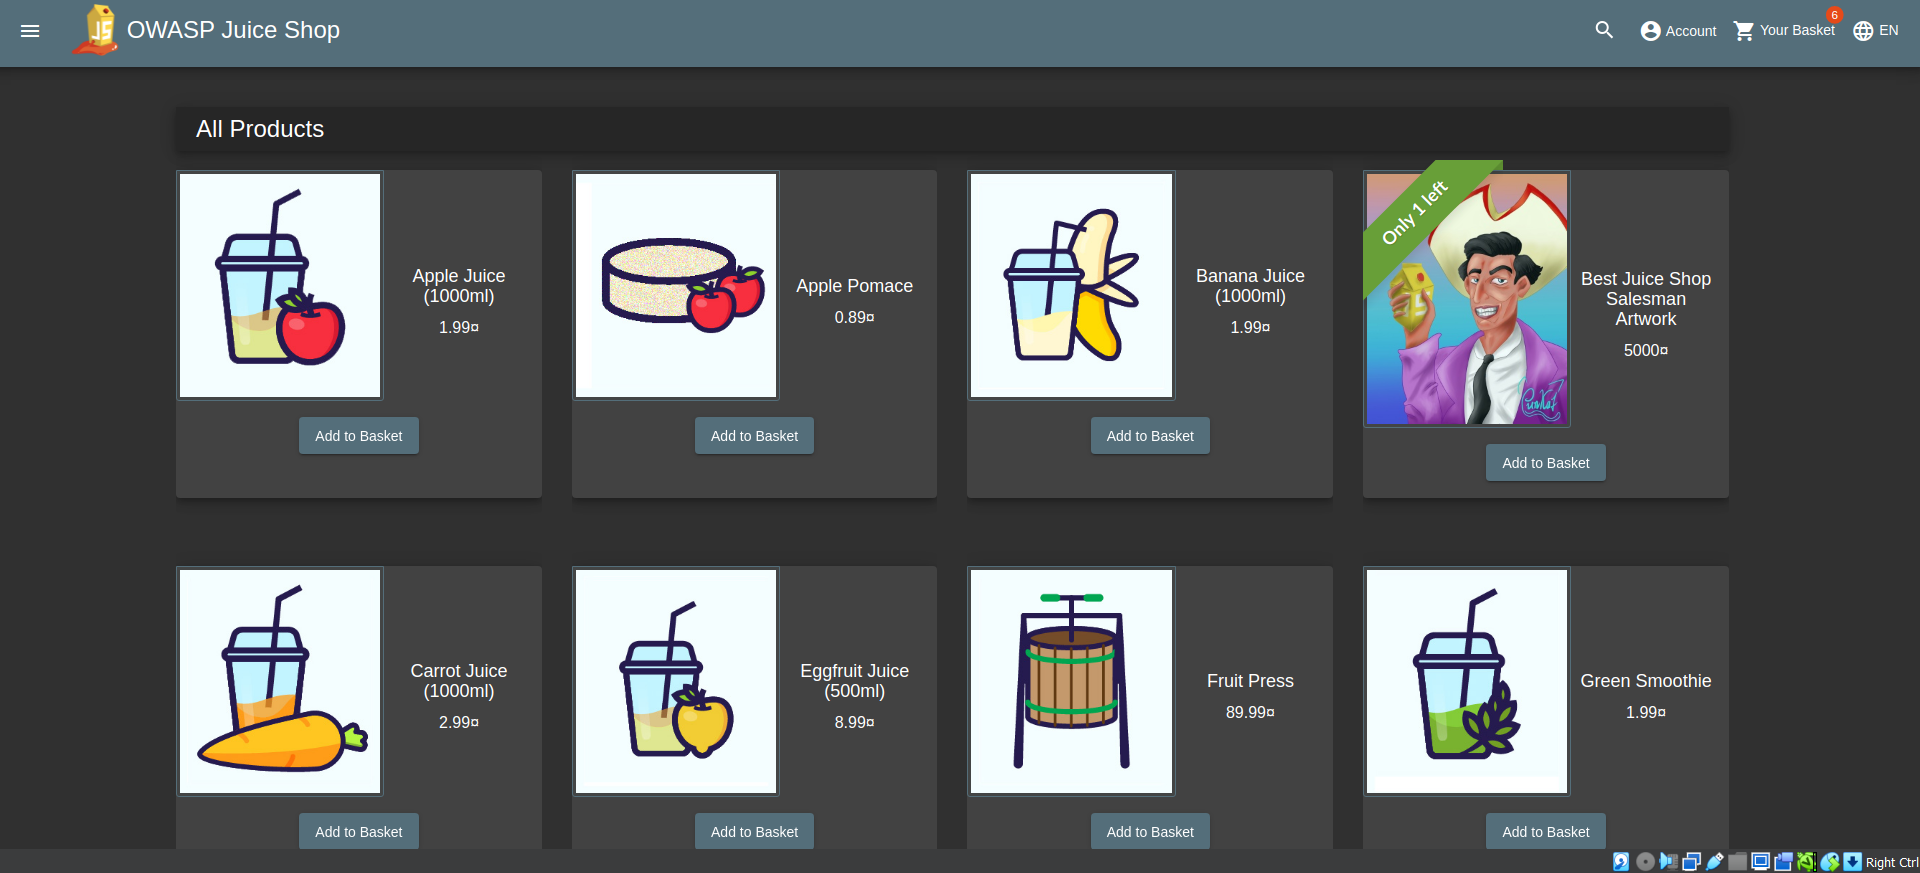 OWASP Juice Shop
Account
6
Your Basket
EN
All Products
Only 1 left
Apple Juice
(1000ml)
1.99¤
Add to Basket
Apple Pomace
0.89¤
Add to Basket
Banana Juice
(1000ml)
1.99¤
Add to Basket
Best Juice Shop
Salesman
Artwork
5000¤
Add to Basket
Carrot Juice
(1000ml)
2.99¤
Add to Basket
Eggfruit Juice
(500ml)
8.99¤
Add to Basket
Fruit Press
89.99¤
Add to Basket
Green Smoothie
1.99¤
Add to Basket
Right Ctrl